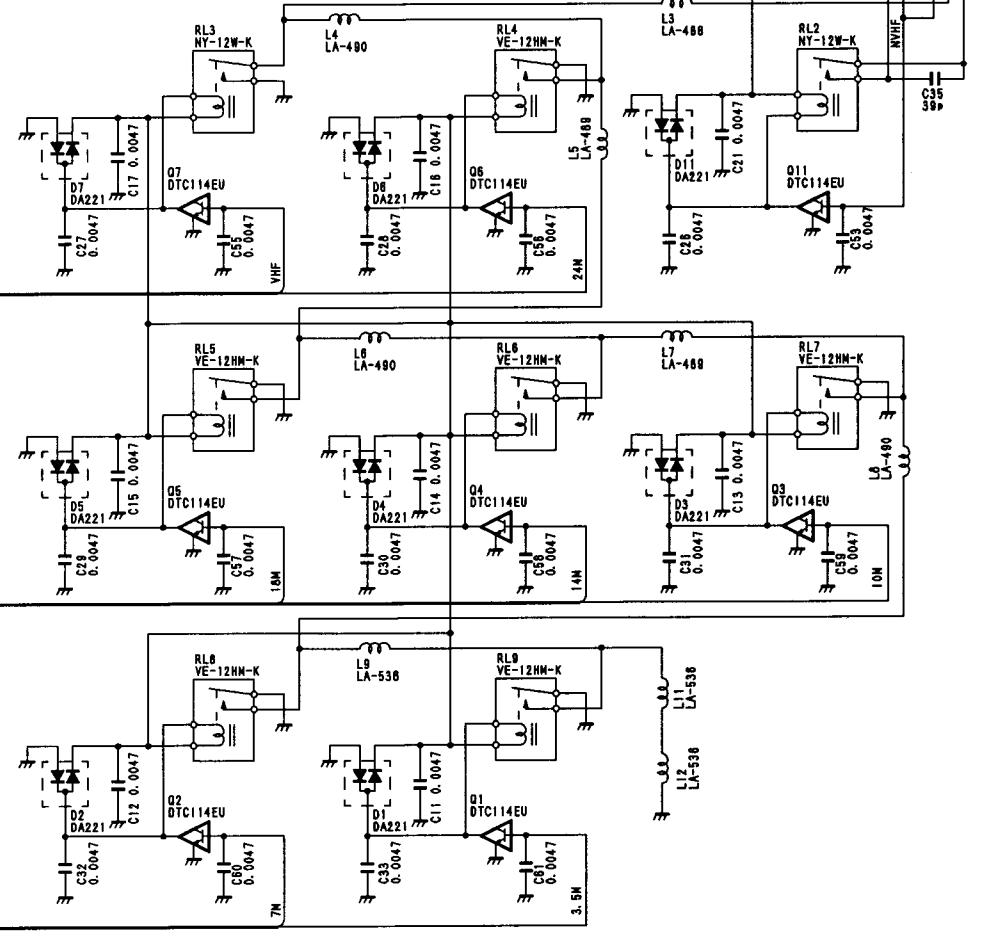 L4
LA-490
L3
LA-488
NVHF
RL3
NY-12W-K
RL4
VE-12HM-K
RL2
NY-12W-K
C35
39P
L5 LA-489
D7
DA221
C17 0.0047
Q7
DTC114EU
C27
0.0047
C55
0.0047
VHF
D6
DA221
C16 0.0047
Q6
DTC114EU
C28
0.0047
C56
0.0047
24M
D11
DA221
C21 0.0047
Q11
DTC114EU
C26
0.0047
C53
0.0047
RL5
VE-12HM-K
L6
LA-490
RL6
VE-12HM-K
L7
LA-489
RL7
VE-12HM-K
L8
LA-490
D5
DA221
C15 0.0047
Q5
DTC114EU
C29
0.0047
C57
0.0047
18M
D4
DA221
C14 0.0047
Q4
DTC114EU
C30
0.0047
C58
0.0047
14M
D3
DA221
C13 0.0047
Q3
DTC114EU
C31
0.0047
C59
0.0047
10M
RL8
VE-12HM-K
L9
LA-536
RL9
VE-12HM-K
L11
LA-536
L12
LA-536
D2
DA221
C12 0.0047
Q2
DTC114EU
C32
0.0047
C60
0.0047
7M
D1
DA221
C11 0.0047
Q1
DTC114EU
C33
0.0047
C61
0.0047
3.5M